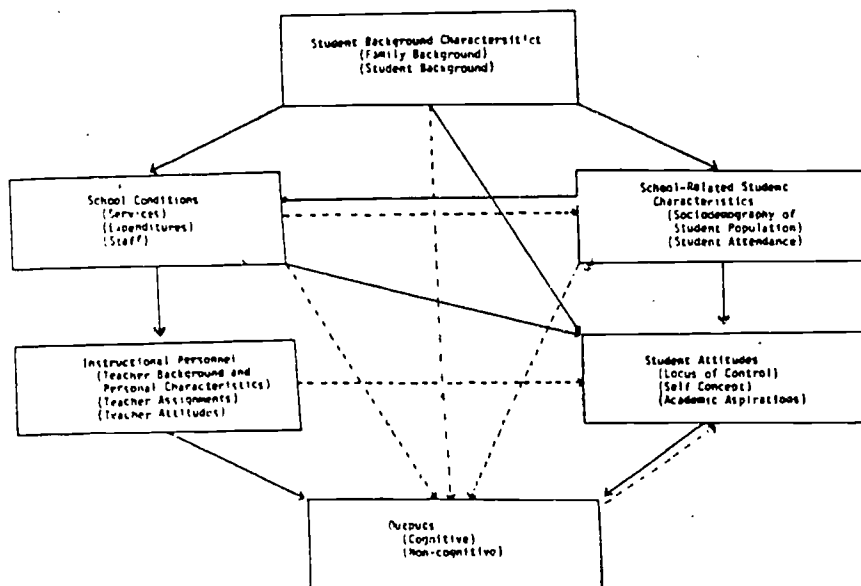 Student Background Charactersitict
(Family Background)
(Student Background)
School Conditions
(Services)
(Expenditures)
(Staff)
School-Related Student
Characteristics
(Sociodemography of
Student Population)
(Student Attendance)
Instructional Personnel
(Teacher Background and
Personal Characteristics)
(Teacher Assignments)
(Teacher Attitudes)
Student Attitudes
(Locus of Control)
(Self Concept)
(Academic Aspirations)
Outputs
(Cognitive)
(Non-cognitive)